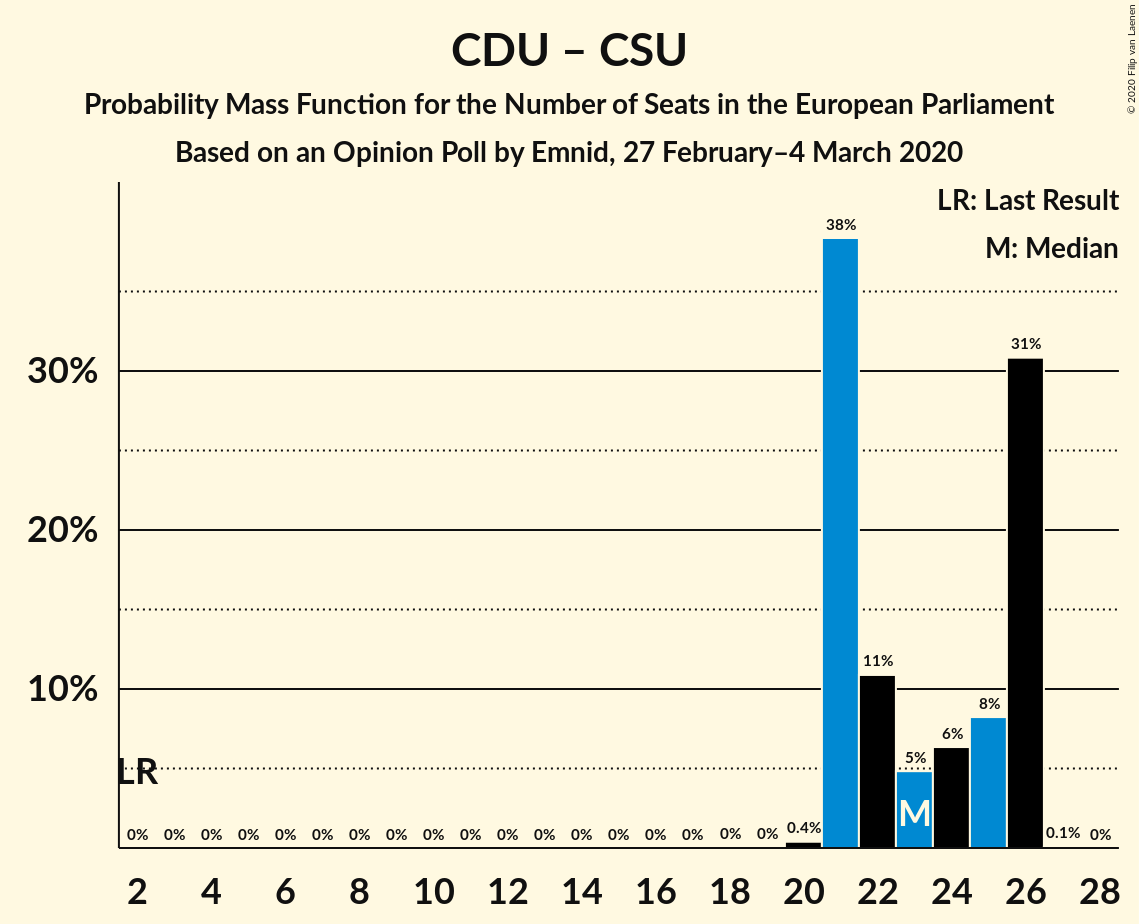 CDU – CSU
Probability Mass Function for the Number of Seats in the European Parliament
Based on an Opinion Poll by Emnid, 27 February–4 March 2020
© 2020 Filip van Laenen
LR: Last Result
M: Median
38%
31%
30%
20%
11%
10%
8%
6%
5%
LR
M
0% 0% 0% 0% 0% 0% 0% 0% 0% 0% 0% 0% 0% 0% 0% 0% 0% 0% 0.4% 0.1% 0%
2 4 6 8 10 12 14 16 18 20 22 24 26 28